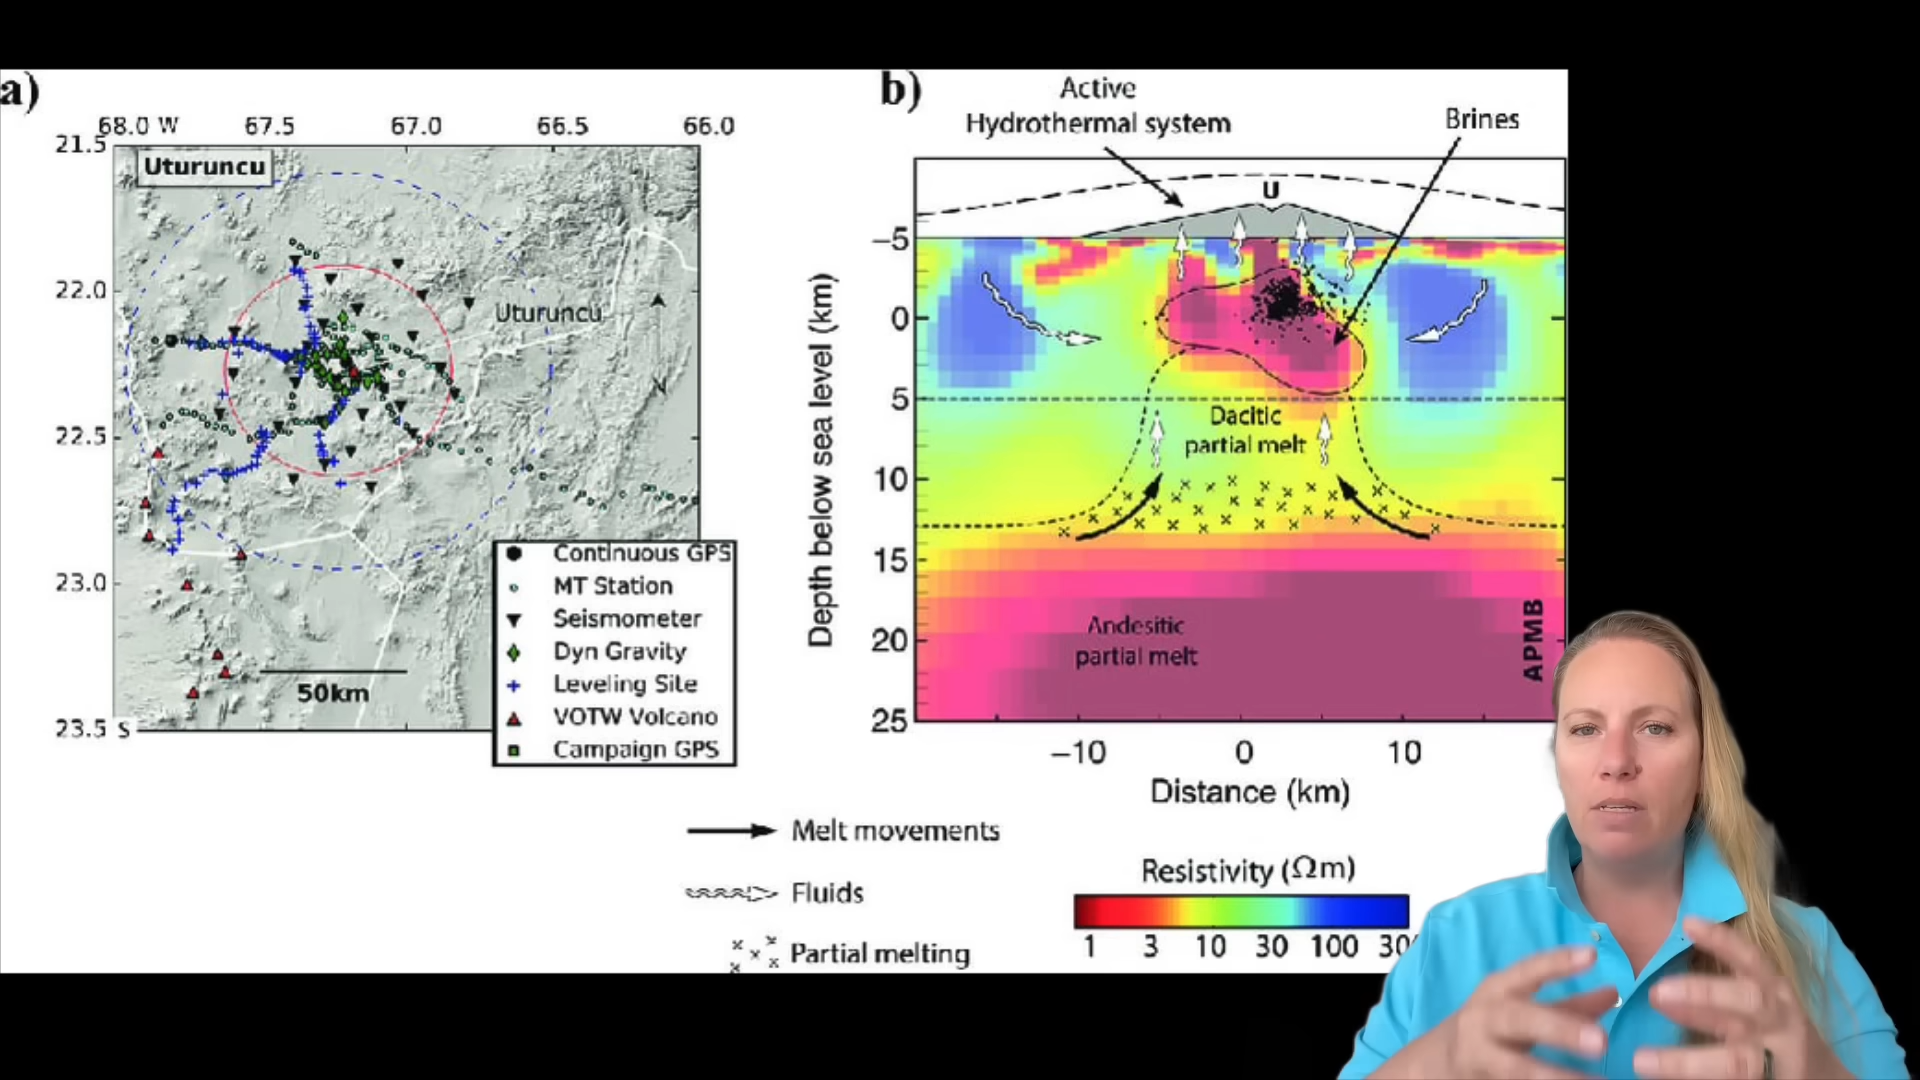 a)
68.0 W 67.5 67.0 66.5 66.0
21.5
22.0
22.5
23.0
23.5 S
Uturuncu
Uturuncu
N
50km
Continuous GPS
MT Station
Seismometer
Dyn Gravity
Leveling Site
VOTW Volcano
Campaign GPS
b)
Active
Hydrothermal system
Brines
U
Depth below sea level (km)
−5
0
5
10
15
20
25
Dacitic
partial melt
Andesitic
partial melt
APMB
−10 0 10
Distance (km)
Melt movements
Fluids
Partial melting
Resistivity (Ωm)
1 3 10 30 100